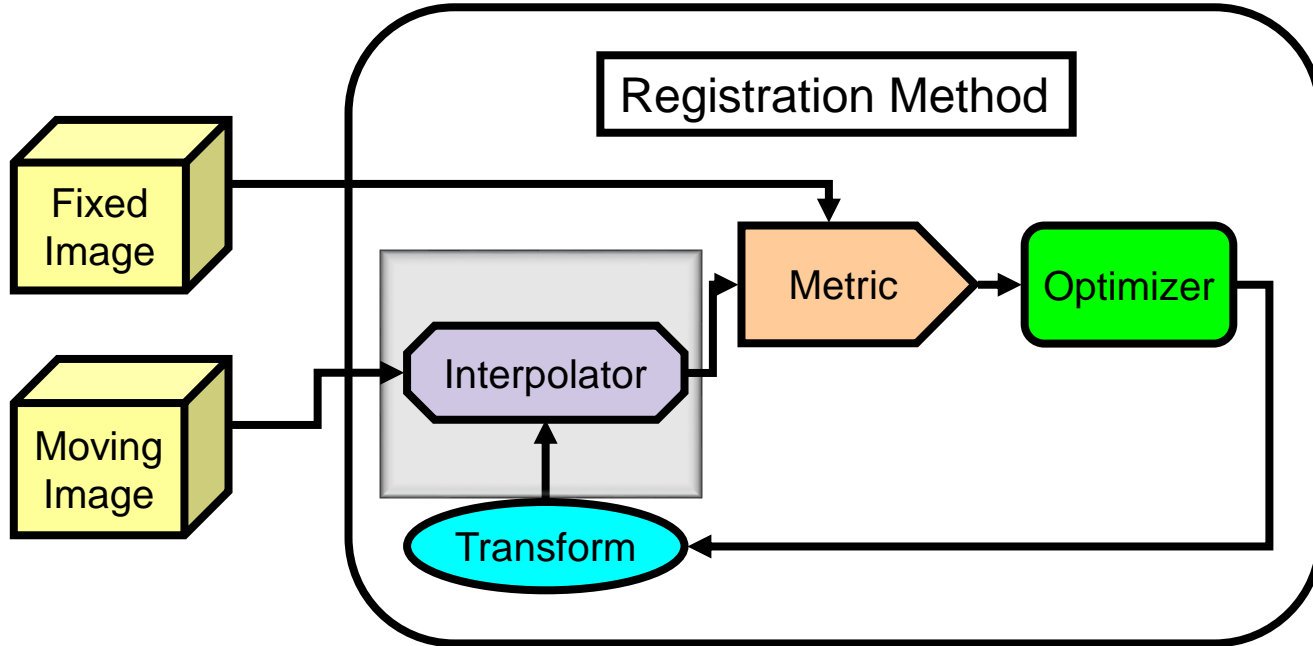 Registration Method
Fixed
Image
Metric
Optimizer
Interpolator
Moving
Image
Transform